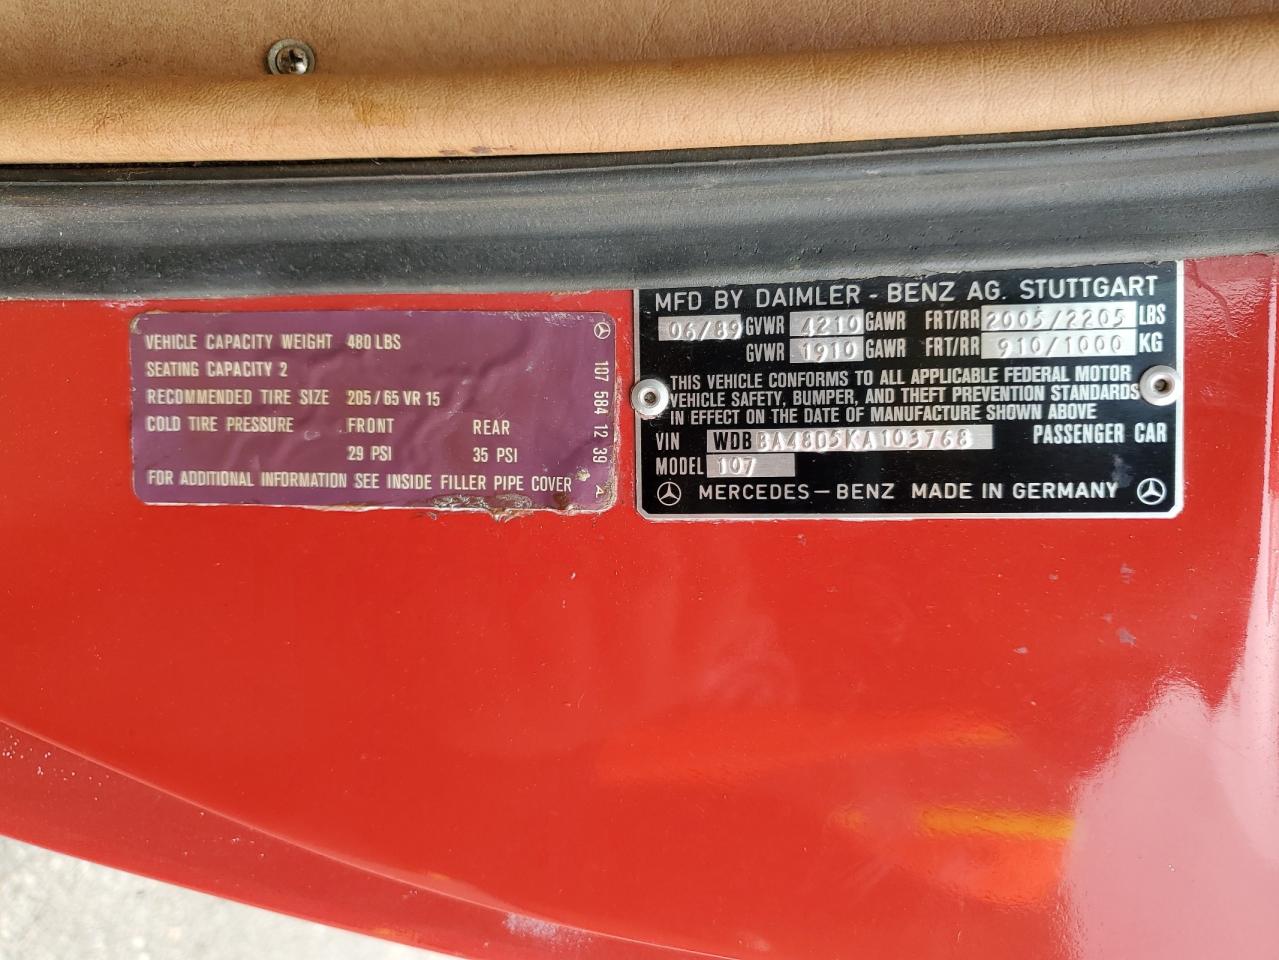 VEHICLE CAPACITY WEIGHT 480 LBS
SEATING CAPACITY 2
RECOMMENDED TIRE SIZE 205/65 VR 15
COLD TIRE PRESSURE FRONT REAR
29 PSI 35 PSI
FOR ADDITIONAL INFORMATION SEE INSIDE FILLER PIPE COVER
107 584 12 39 A
MFD BY DAIMLER - BENZ AG. STUTTGART
06/89 GVWR 4210 GAWR FRT/RR 2005/2205 LBS
GVWR 1910 GAWR FRT/RR 910/1000 KG
THIS VEHICLE CONFORMS TO ALL APPLICABLE FEDERAL MOTOR
VEHICLE SAFETY, BUMPER, AND THEFT PREVENTION STANDARDS
IN EFFECT ON THE DATE OF MANUFACTURE SHOWN ABOVE
VIN WDBBA4805KA103768 PASSENGER CAR
MODEL 107
MERCEDES-BENZ MADE IN GERMANY